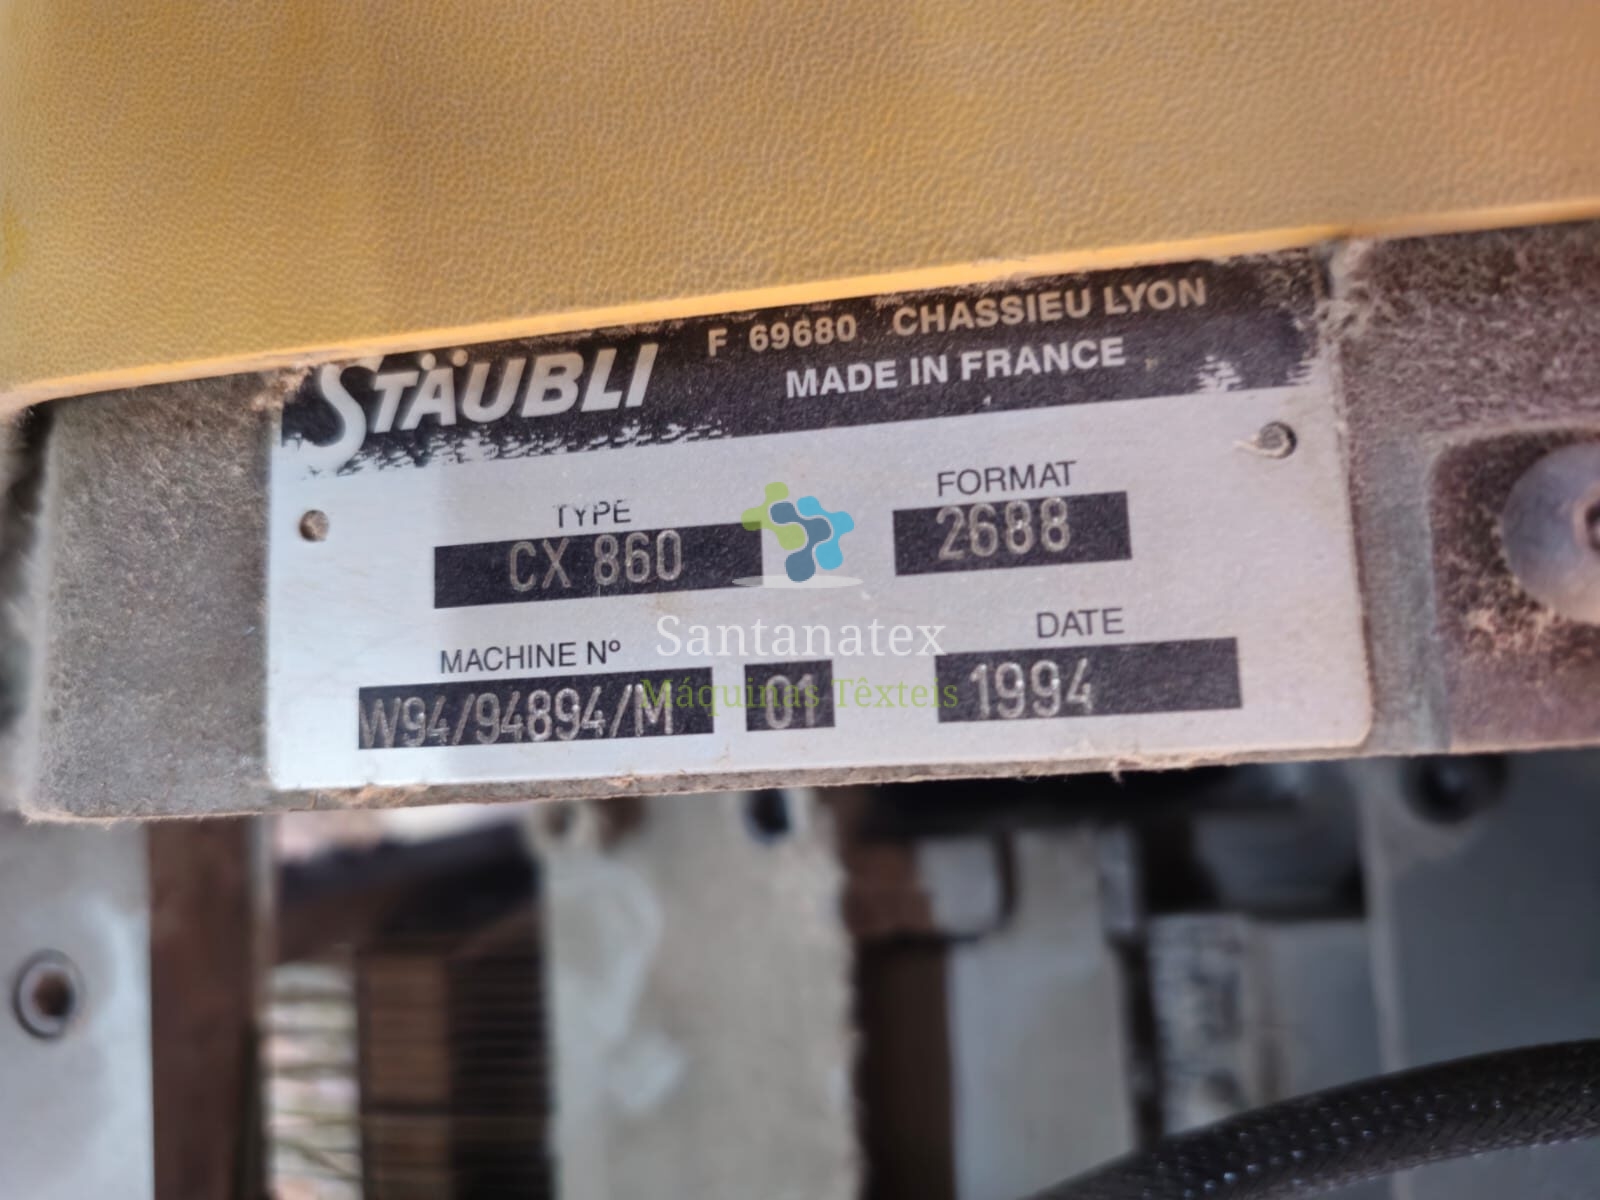 STÄUBLI F 69680 CHASSIEU LYON
MADE IN FRANCE
TYPE FORMAT
CX 860 2688
Santanatex
MACHINE Nº DATE
Máquinas Têxteis
W94/94894/M 01 1994